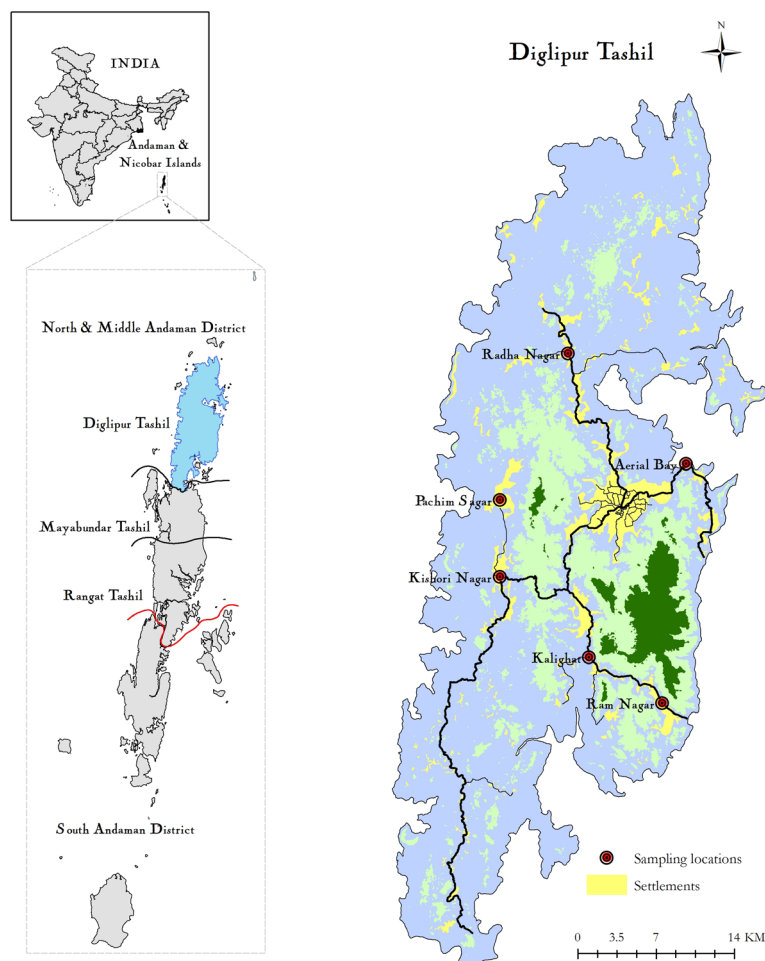 INDIA
Andaman &
Nicobar Islands
North & Middle Andaman District
Diglipur Tashil
Mayabundar Tashil
Rangat Tashil
South Andaman District
Diglipur Tashil
N
Radha Nagar
Aerial Bay
Pachim Sagar
Kishori Nagar
Kalighat
Ram Nagar
Sampling locations
Settlements
0 3.5 7 14 KM